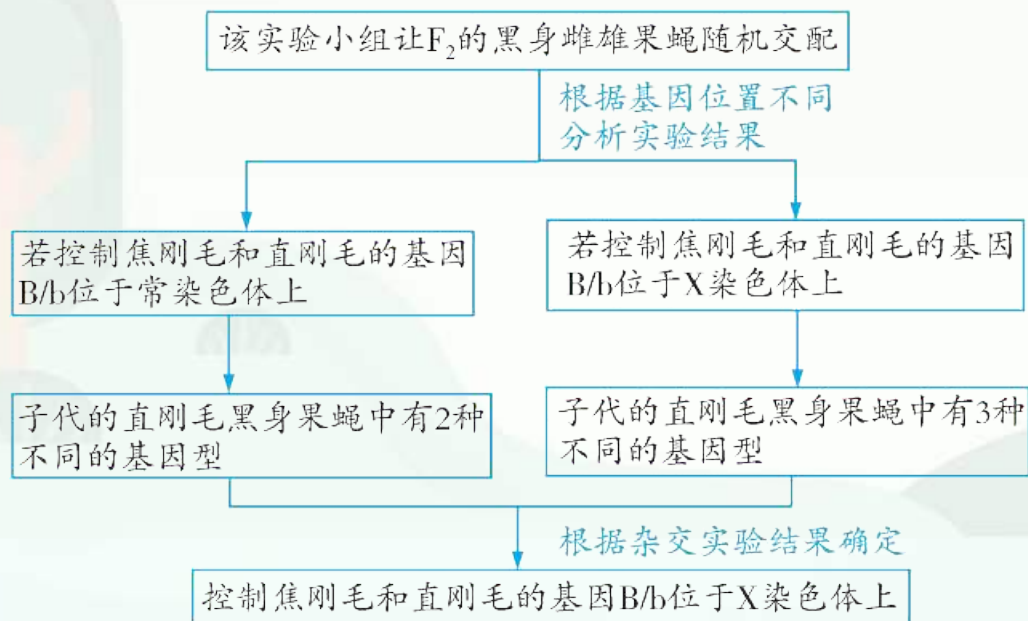 该实验小组让F₂的黑身雌雄果蝇随机交配
根据基因位置不同
分析实验结果
若控制焦刚毛和直刚毛的基因
B/b位于常染色体上
若控制焦刚毛和直刚毛的基因
B/b位于X染色体上
子代的直刚毛黑身果蝇中有2种
不同的基因型
子代的直刚毛黑身果蝇中有3种
不同的基因型
根据杂交实验结果确定
控制焦刚毛和直刚毛的基因B/b位于X染色体上